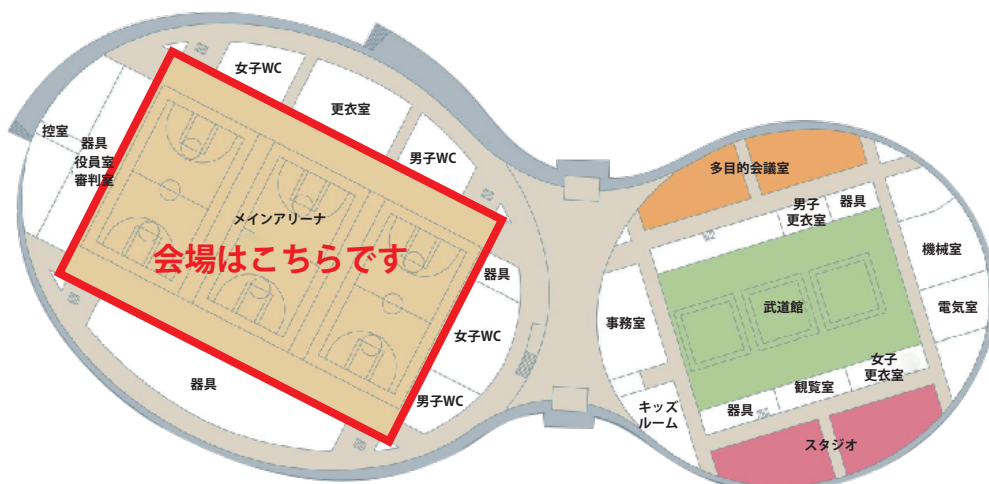 女子WC
更衣室
男子WC
控室
器具
役員室
審判室
メインアリーナ
会場はこちらです
器具
女子WC
男子WC
器具
多目的会議室
男子
更衣室
器具
機械室
電気室
武道館
事務室
女子
更衣室
観覧室
器具
キッズ
ルーム
スタジオ